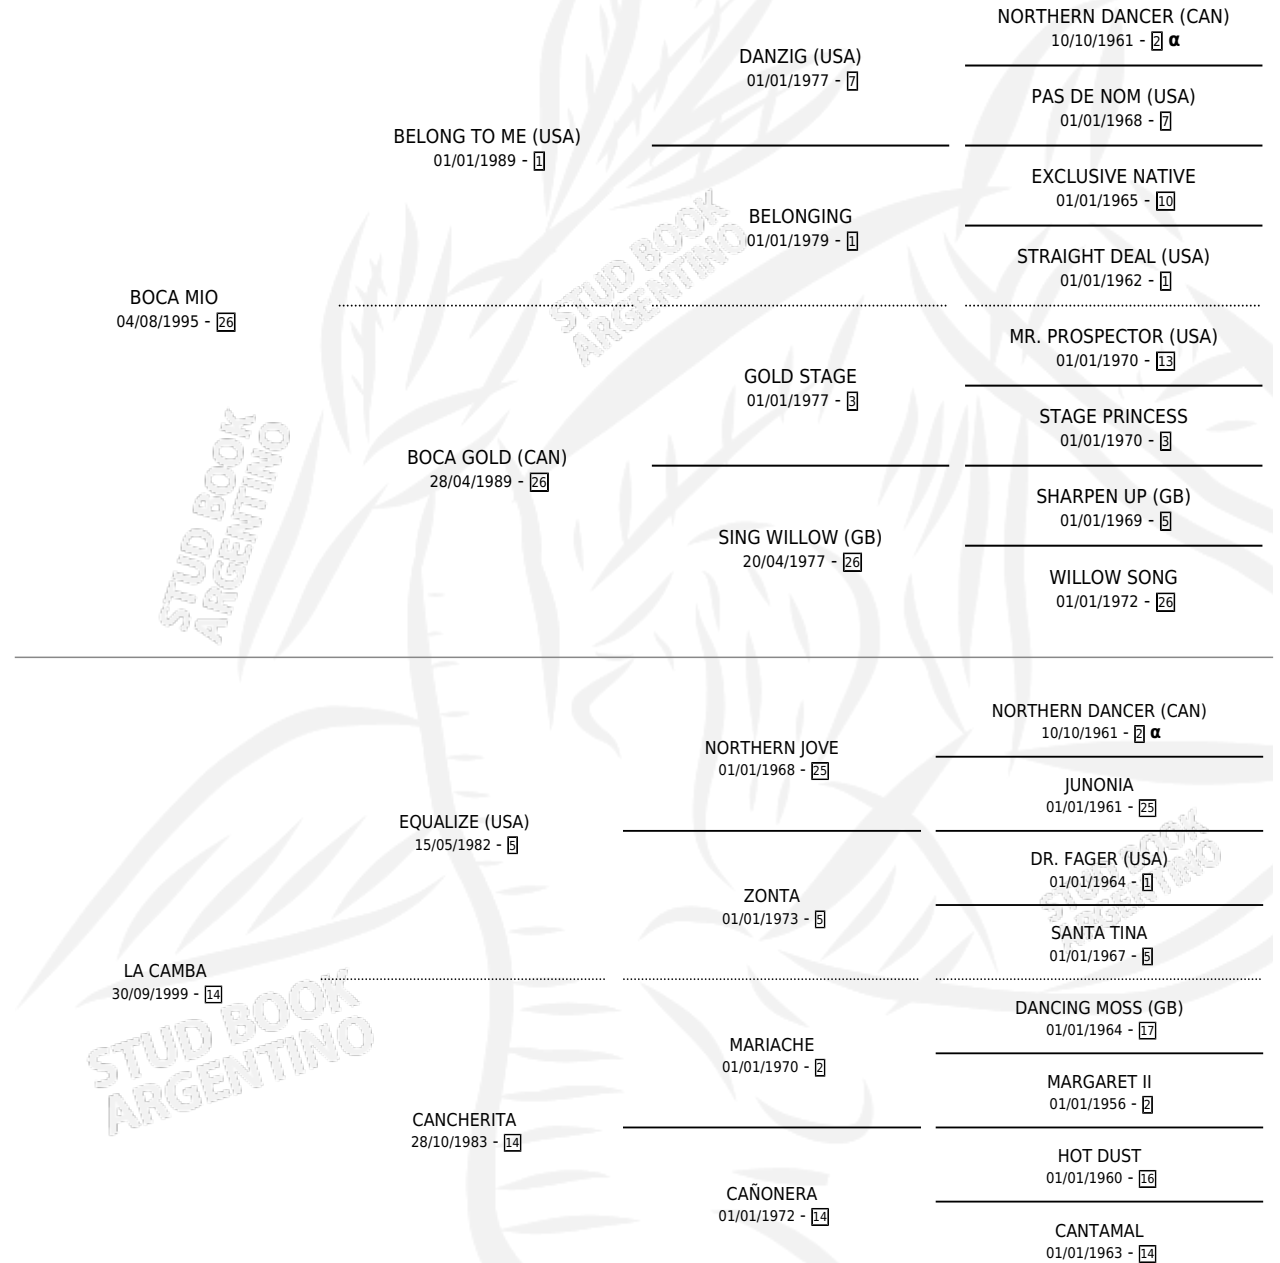 NORTHERN DANCER (CAN)
10/10/1961 - 2 α
DANZIG (USA)
01/01/1977 - 7
PAS DE NOM (USA)
01/01/1968 - 7
BELONG TO ME (USA)
01/01/1989 - 1
EXCLUSIVE NATIVE
01/01/1965 - 10
BELONGING
01/01/1979 - 1
STRAIGHT DEAL (USA)
01/01/1962 - 1
BOCA MIO
04/08/1995 - 26
MR. PROSPECTOR (USA)
01/01/1970 - 13
GOLD STAGE
01/01/1977 - 3
STAGE PRINCESS
01/01/1970 - 3
BOCA GOLD (CAN)
28/04/1989 - 26
SHARPEN UP (GB)
01/01/1969 - 5
SING WILLOW (GB)
20/04/1977 - 26
WILLOW SONG
01/01/1972 - 26
NORTHERN DANCER (CAN)
10/10/1961 - 2 α
NORTHERN JOVE
01/01/1968 - 25
JUNONIA
01/01/1961 - 25
EQUALIZE (USA)
15/05/1982 - 5
DR. FAGER (USA)
01/01/1964 - 1
ZONTA
01/01/1973 - 5
SANTA TINA
01/01/1967 - 5
LA CAMBA
30/09/1999 - 14
DANCING MOSS (GB)
01/01/1964 - 17
MARIACHE
01/01/1970 - 2
MARGARET II
01/01/1956 - 2
CANCHERITA
28/10/1983 - 14
HOT DUST
01/01/1960 - 16
CAÑONERA
01/01/1972 - 14
CANTAMAL
01/01/1963 - 14
STUD BOOK
ARGENTINO
STUD BOOK
ARGENTINO
STUD BOOK
ARGENTINO
STUD BOOK
ARGENTINO